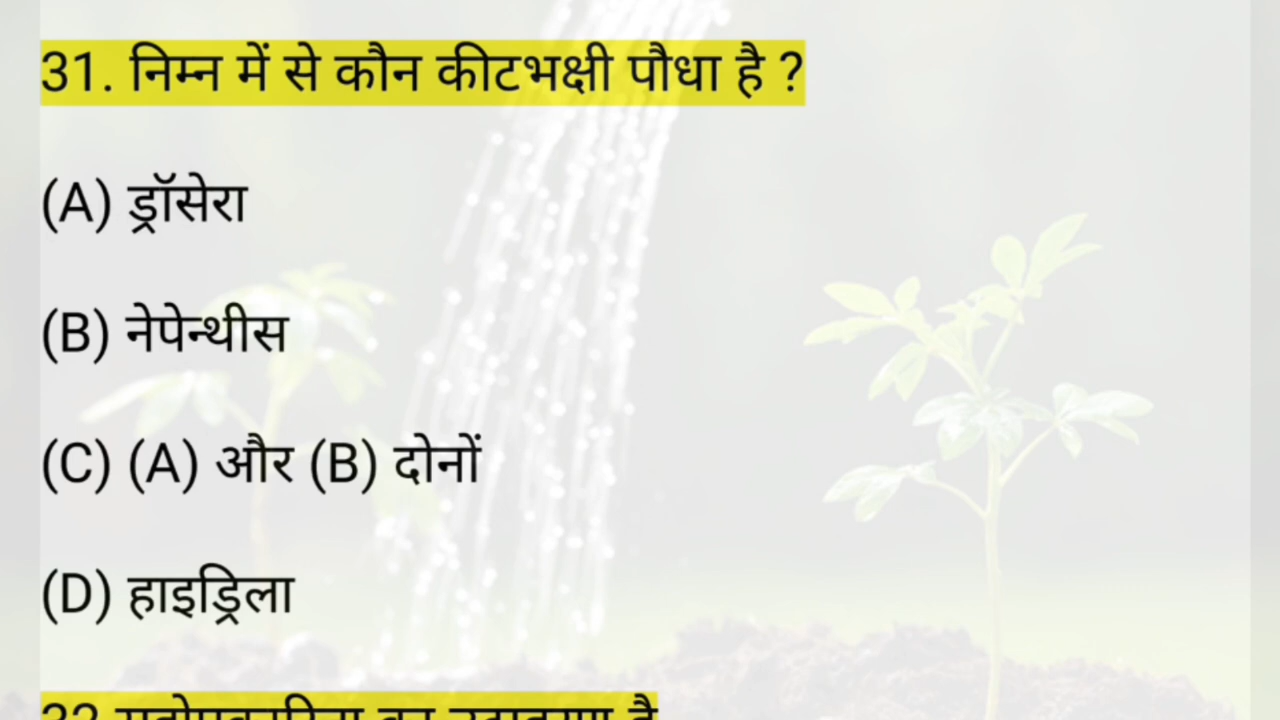 31. निम्न में से कौन कीटभक्षी पौधा है ?
(A) ड्रॉसेरा
(B) नेपेन्थीस
(C) (A) और (B) दोनों
(D) हाइड्रिला